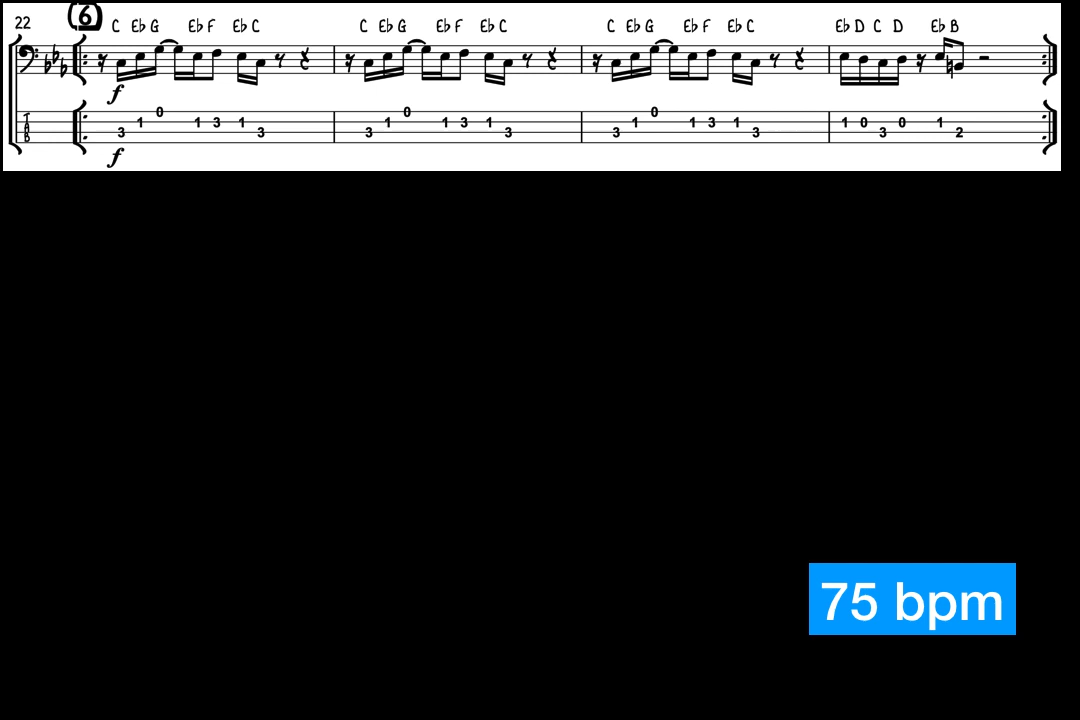 22 (6) C E♭ G E♭ F E♭ C C E♭ G E♭ F E♭ C C E♭ G E♭ F E♭ C E♭ D C D E♭ B
f
T 0 0 0
A 1 1 3 1 1 1 3 1 1 1 3 1 1 0 0 1
B 3 3 3 3 3 3 3 2
f
75 bpm